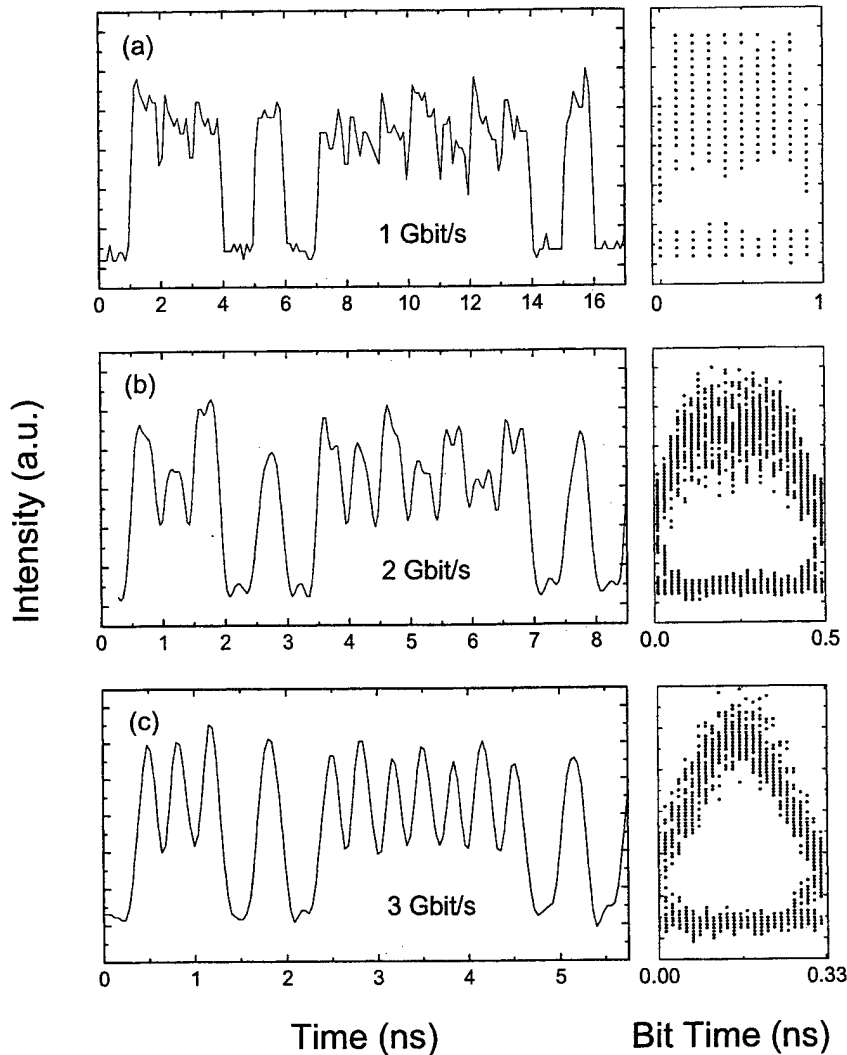 (a)
1 Gbit/s
0 2 4 6 8 10 12 14 16
0 1
(b)
2 Gbit/s
0 1 2 3 4 5 6 7 8
0.0 0.5
(c)
3 Gbit/s
0 1 2 3 4 5
0.00 0.33
Intensity (a.u.)
Time (ns)
Bit Time (ns)